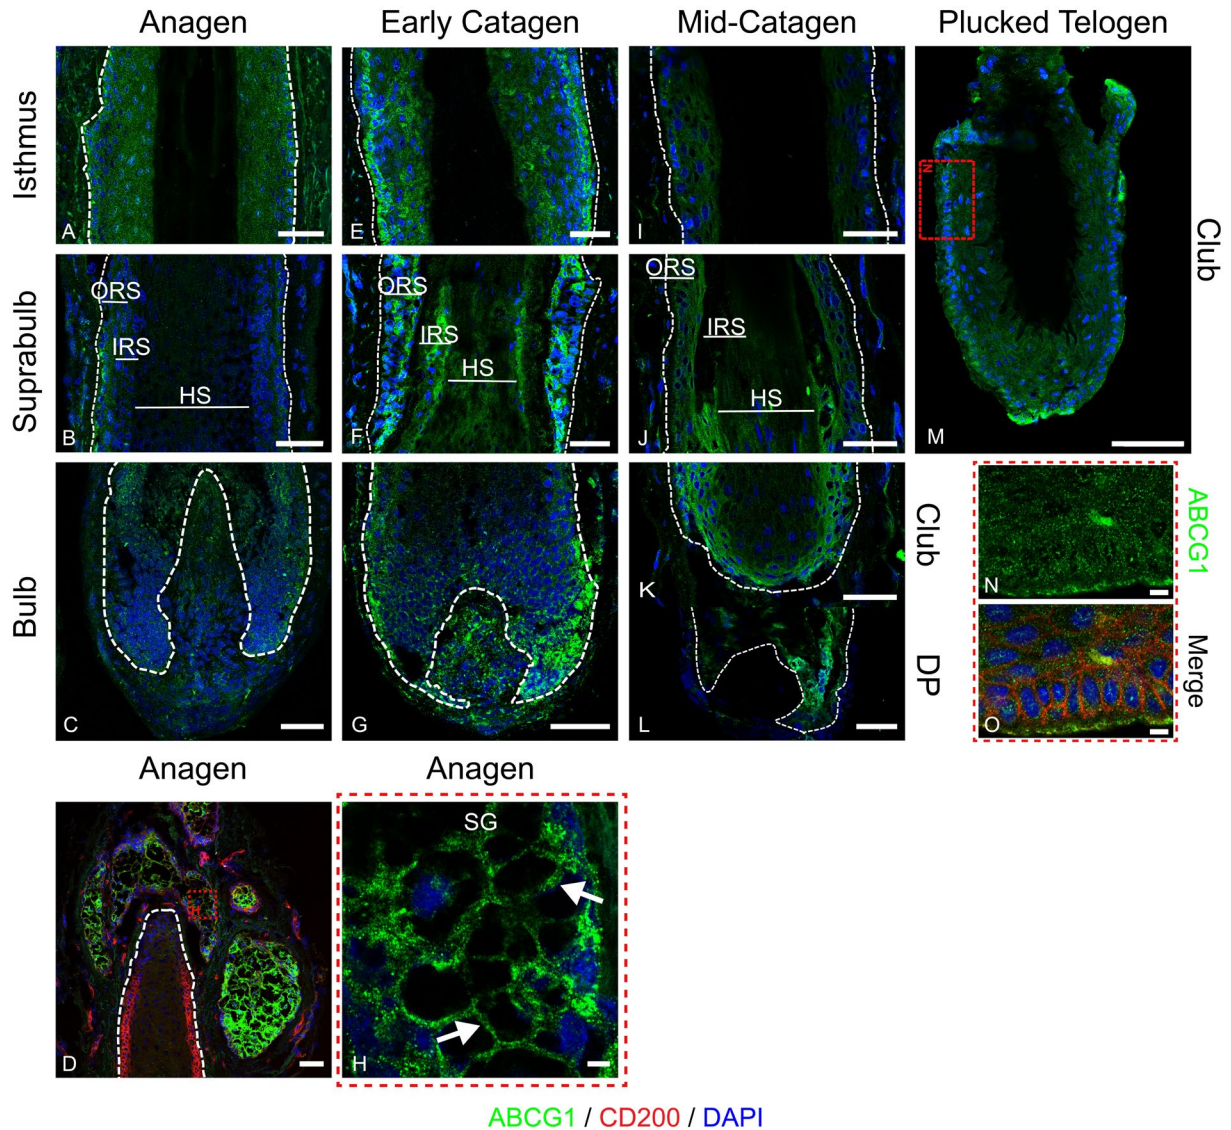 Anagen
Early Catagen
Mid-Catagen
Plucked Telogen
Isthmus
A
E
I
Suprabulb
ORS
IRS
HS
B
ORS
IRS
HS
F
ORS
IRS
HS
J
N
M
Club
Bulb
C
G
K
Club
L
DP
N
ABCG1
O
Merge
Anagen
Anagen
D
H
SG
H
ABCG1 / CD200 / DAPI